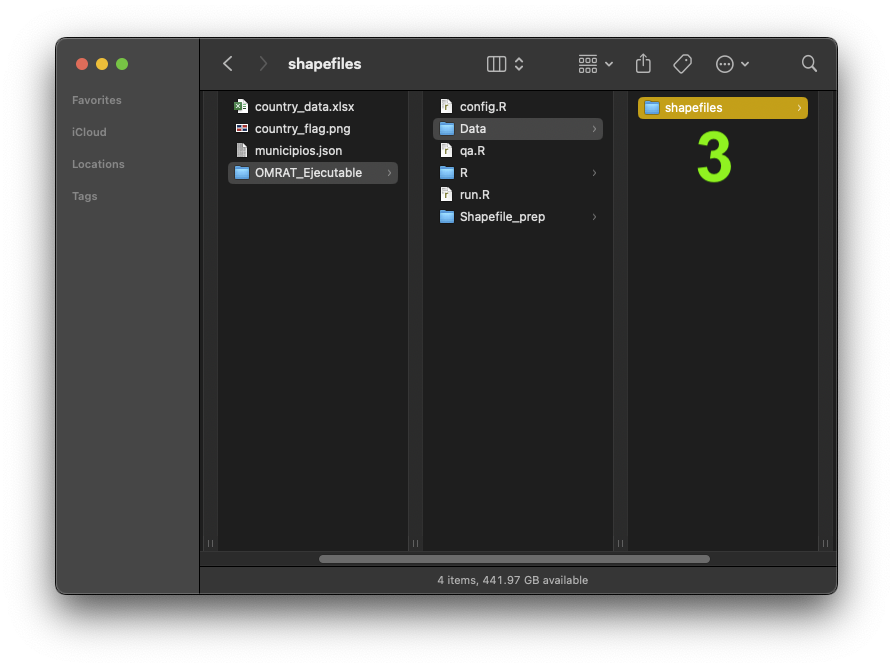 shapefiles
Favorites
iCloud
Locations
Tags
country_data.xlsx
country_flag.png
municipios.json
OMRAT_Ejecutable
config.R
Data
qa.R
R
run.R
Shapefile_prep
shapefiles
3
4 items, 441.97 GB available